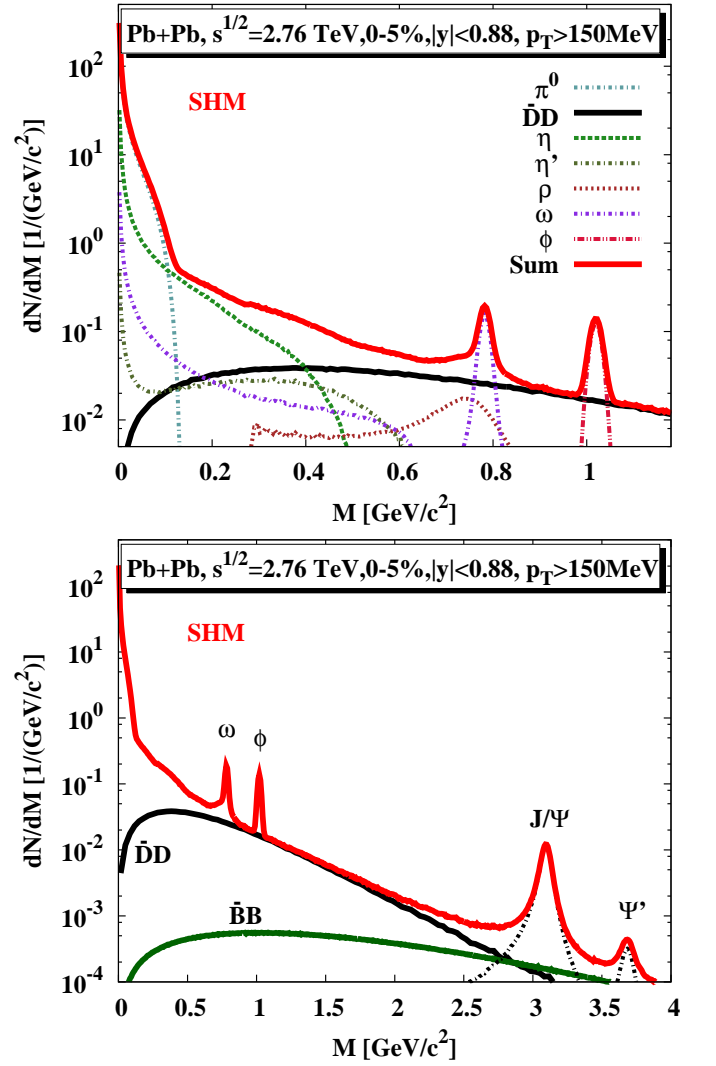 Pb+Pb, s^1/2=2.76 TeV,0-5%,|y|<0.88, p_T>150MeV
SHM
π^0
D̄D
η
η'
ρ
ω
ϕ
Sum
dN/dM [1/(GeV/c^2)]
10^2
10^1
10^0
10^-1
10^-2
0 0.2 0.4 0.6 0.8 1
M [GeV/c^2]
Pb+Pb, s^1/2=2.76 TeV,0-5%,|y|<0.88, p_T>150MeV
SHM
dN/dM [1/(GeV/c^2)]
10^2
10^1
10^0
10^-1
10^-2
10^-3
10^-4
ω
ϕ
J/Ψ
D̄D
B̄B
Ψ'
0 0.5 1 1.5 2 2.5 3 3.5 4
M [GeV/c^2]